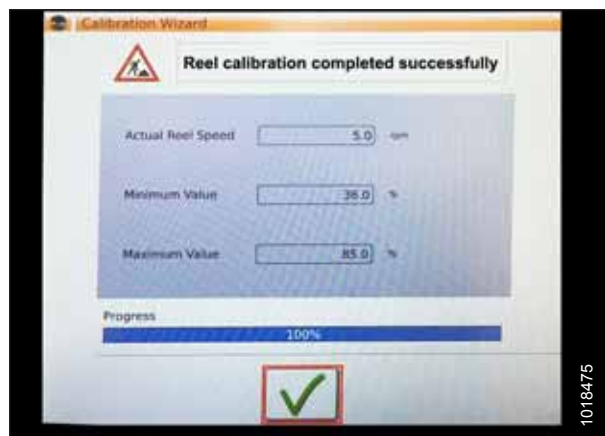 Calibration Wizard
Reel calibration completed successfully
Actual Reel Speed 5.0 rpm
Minimum Value 36.0 %
Maximum Value 85.0 %
Progress
100%
1018475